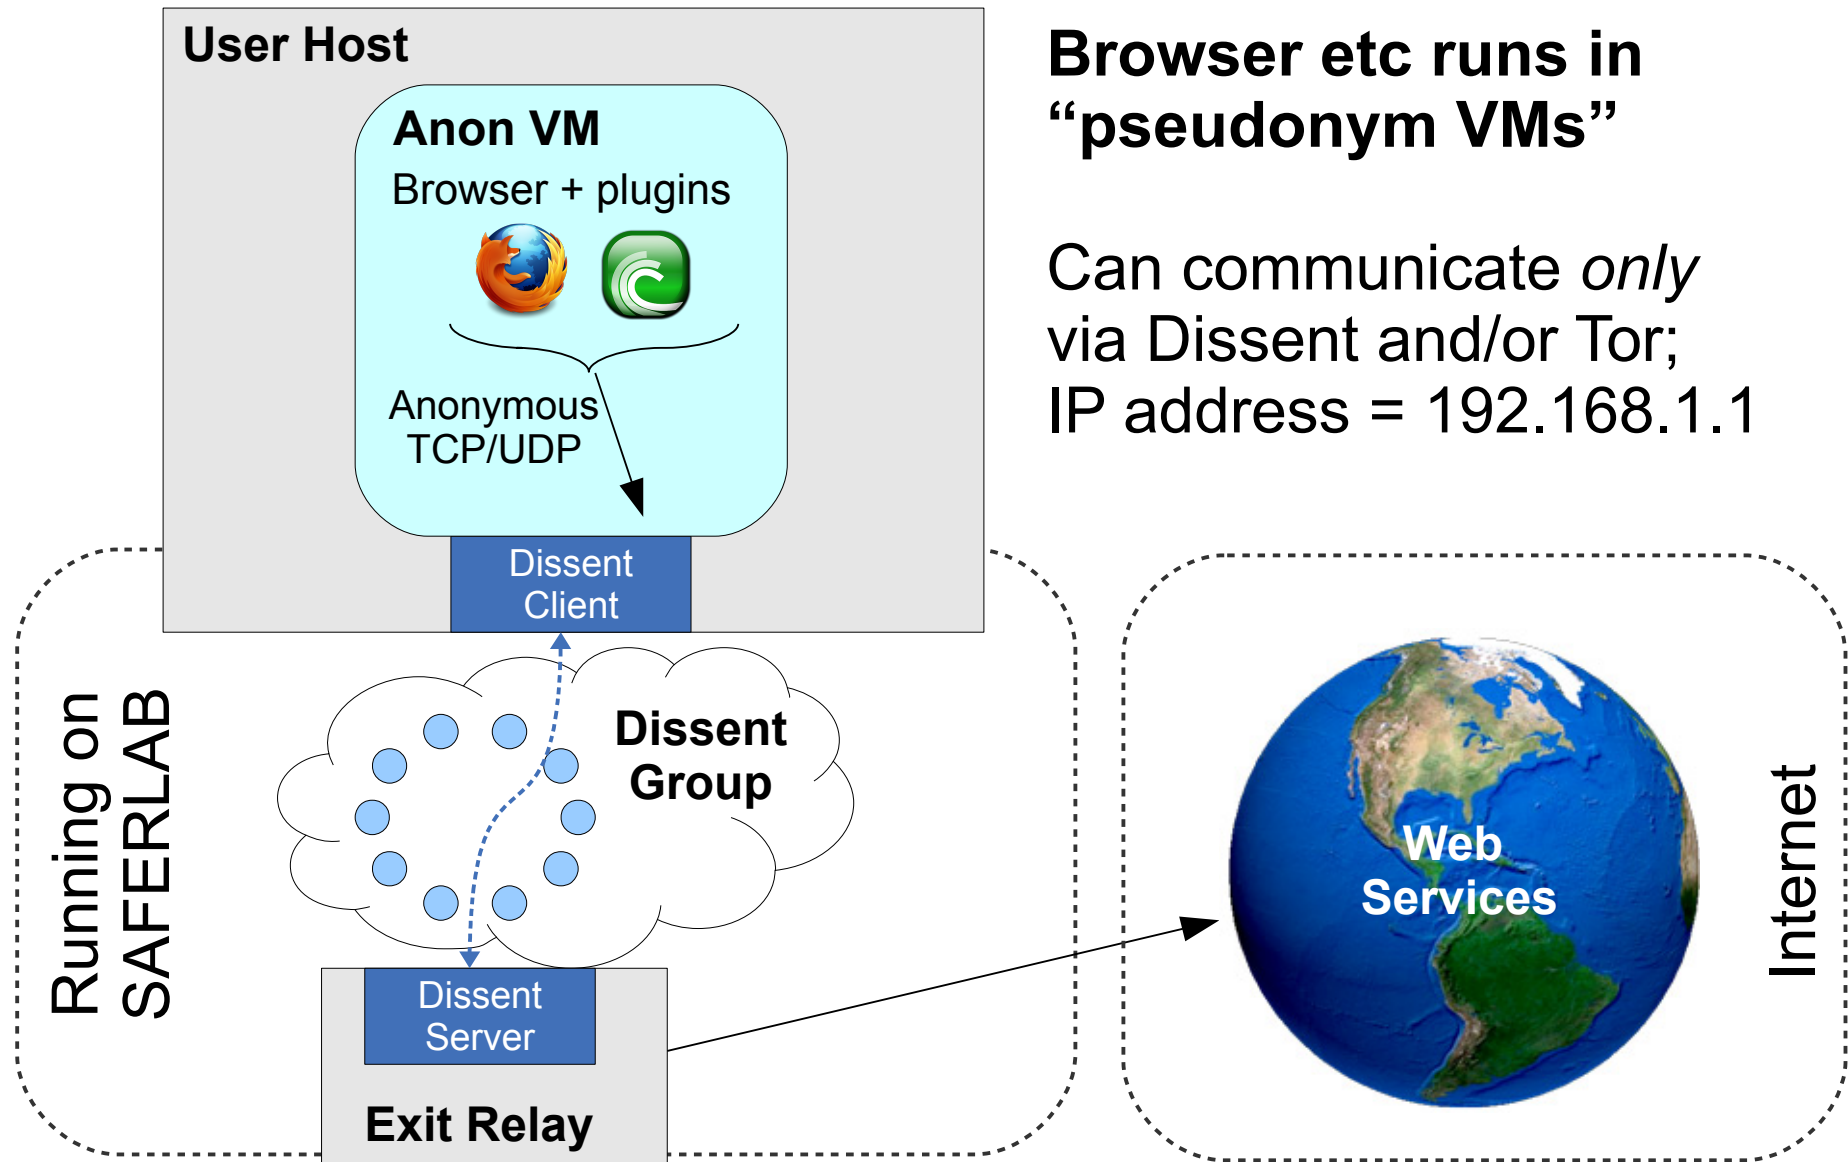 User Host
Anon VM
Browser + plugins
Anonymous
TCP/UDP
Dissent
Client
Browser etc runs in
“pseudonym VMs”
Can communicate only
via Dissent and/or Tor;
IP address = 192.168.1.1
Running on
SAFERLAB
Dissent
Group
Dissent
Server
Exit Relay
Web
Services
Internet